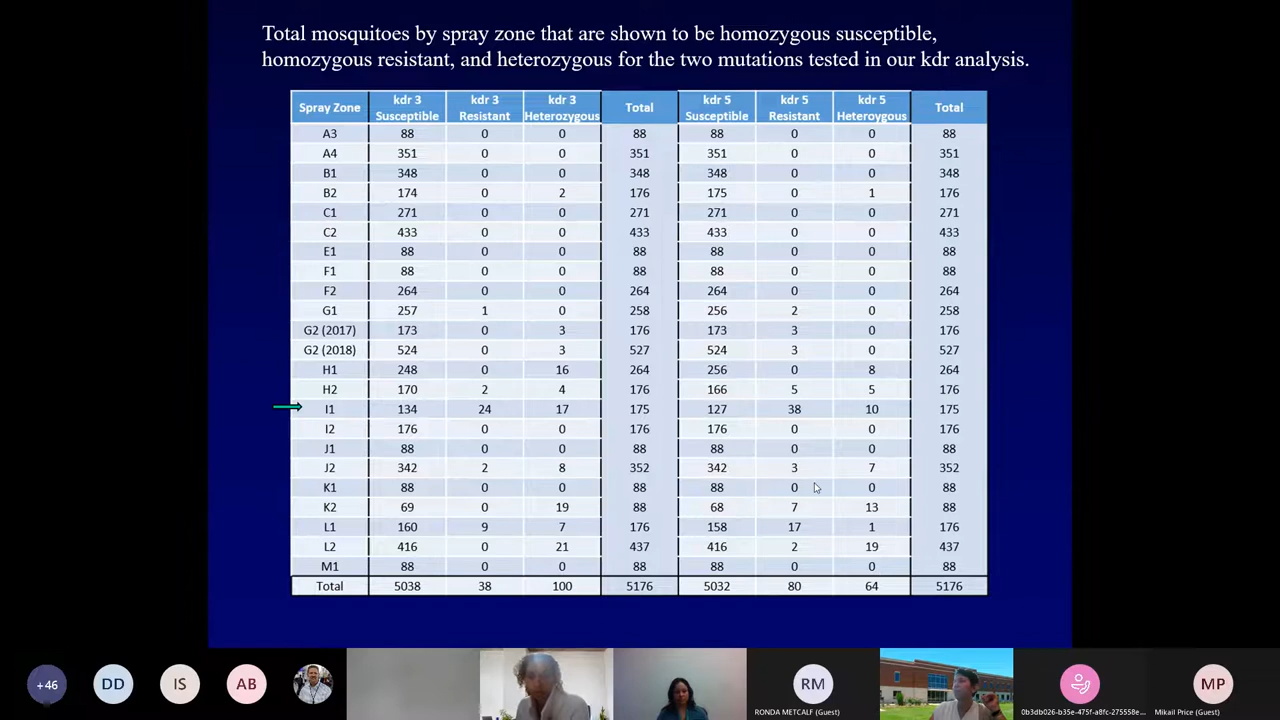 Total mosquitoes by spray zone that are shown to be homozygous susceptible,
homozygous resistant, and heterozygous for the two mutations tested in our kdr analysis.
Spray Zone kdr 3 Susceptible kdr 3 Resistant kdr 3 Heterozygous Total kdr 5 Susceptible kdr 5 Resistant kdr 5 Heteroygous Total
A3 88 0 0 88 88 0 0 88
A4 351 0 0 351 351 0 0 351
B1 348 0 0 348 348 0 0 348
B2 174 0 2 176 175 0 1 176
C1 271 0 0 271 271 0 0 271
C2 433 0 0 433 433 0 0 433
E1 88 0 0 88 88 0 0 88
F1 88 0 0 88 88 0 0 88
F2 264 0 0 264 264 0 0 264
G1 257 1 0 258 256 2 0 258
G2 (2017) 173 0 3 176 173 3 0 176
G2 (2018) 524 0 3 527 524 3 0 527
H1 248 0 16 264 256 0 8 264
H2 170 2 4 176 166 5 5 176
I1 134 24 17 175 127 38 10 175
I2 176 0 0 176 176 0 0 176
J1 88 0 0 88 88 0 0 88
J2 342 2 8 352 342 3 7 352
K1 88 0 0 88 88 0 0 88
K2 69 0 19 88 68 7 13 88
L1 160 9 7 176 158 17 1 176
L2 416 0 21 437 416 2 19 437
M1 88 0 0 88 88 0 0 88
Total 5038 38 100 5176 5032 80 64 5176
+46 DD IS AB RM MP
RONDA METCALF (Guest) 0b3db026-b35e-475f-a8fc-275558e... Mikail Price (Guest)